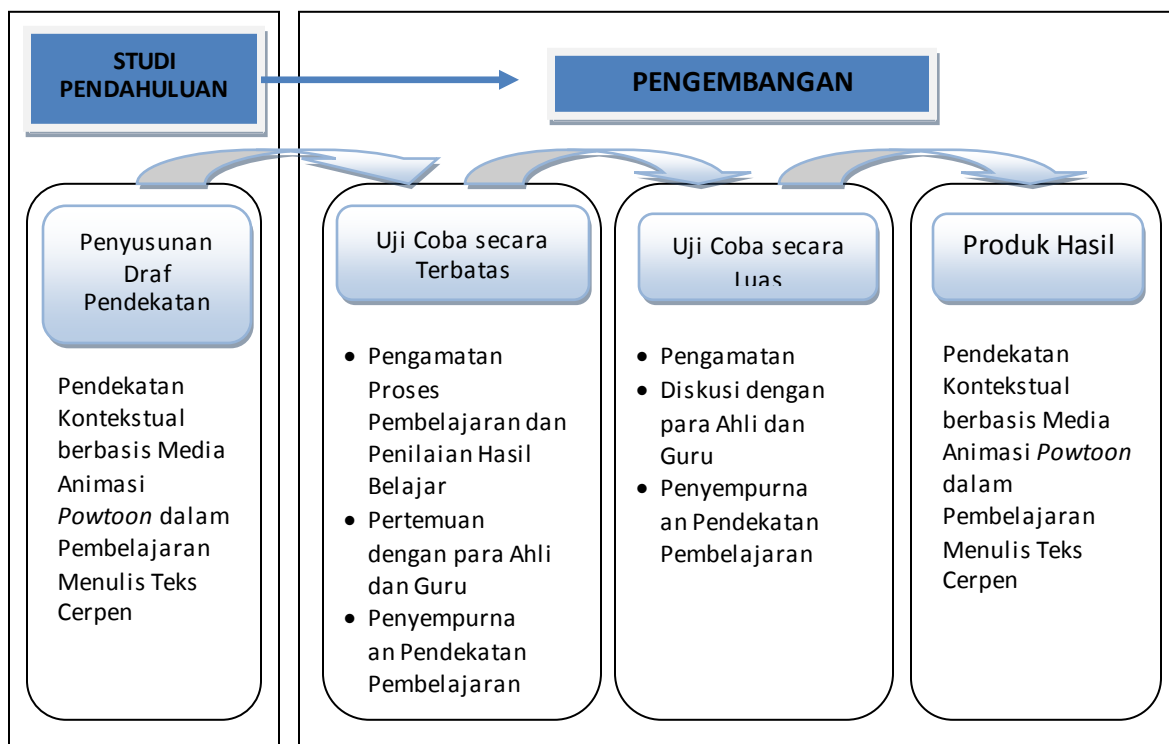 STUDI
PENDAHULUAN
PENGEMBANGAN
Penyusunan
Draf
Pendekatan
Pendekatan
Kontekstual
berbasis Media
Animasi
Powtoon dalam
Pembelajaran
Menulis Teks
Cerpen
Uji Coba secara
Terbatas
• Pengamatan
Proses
Pembelajaran dan
Penilaian Hasil
Belajar
• Pertemuan
dengan para Ahli
dan Guru
• Penyempurna
an Pendekatan
Pembelajaran
Uji Coba secara
Luas
• Pengamatan
• Diskusi dengan
para Ahli dan
Guru
• Penyempurna
an Pendekatan
Pembelajaran
Produk Hasil
Pendekatan
Kontekstual
berbasis Media
Animasi Powtoon
dalam
Pembelajaran
Menulis Teks
Cerpen